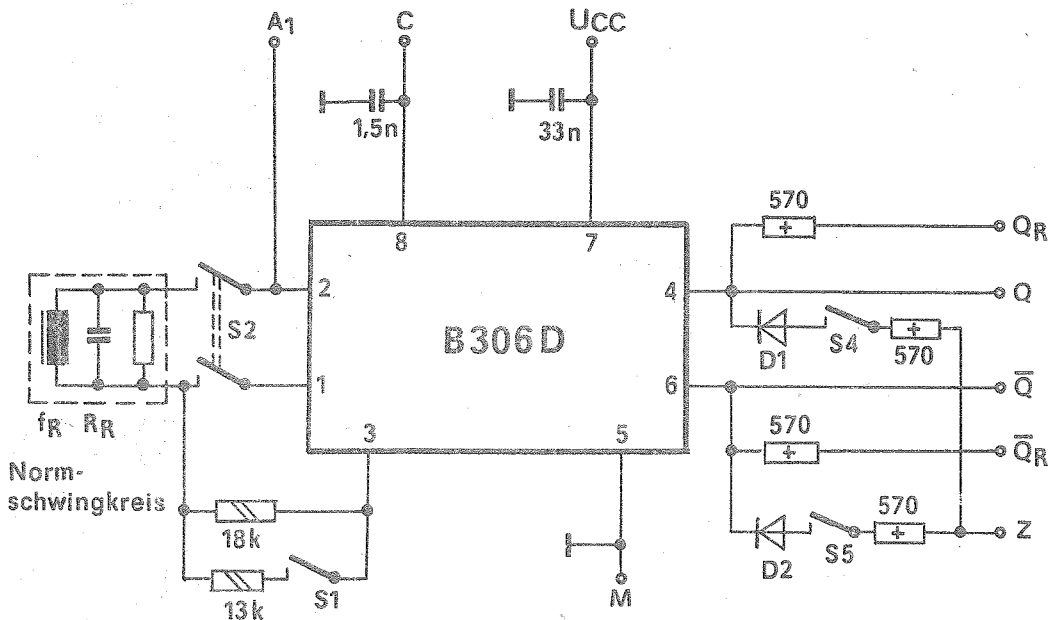 A1
C
UCC
1,5n
33n
570
8
7
QR
2
4
Q
S2
B306D
D1
S4
570
1
6
Q̅
fR RR
3
5
570
Q̅R
Norm-
schwingkreis
570
18k
D2
S5
Z
13k
S1
M